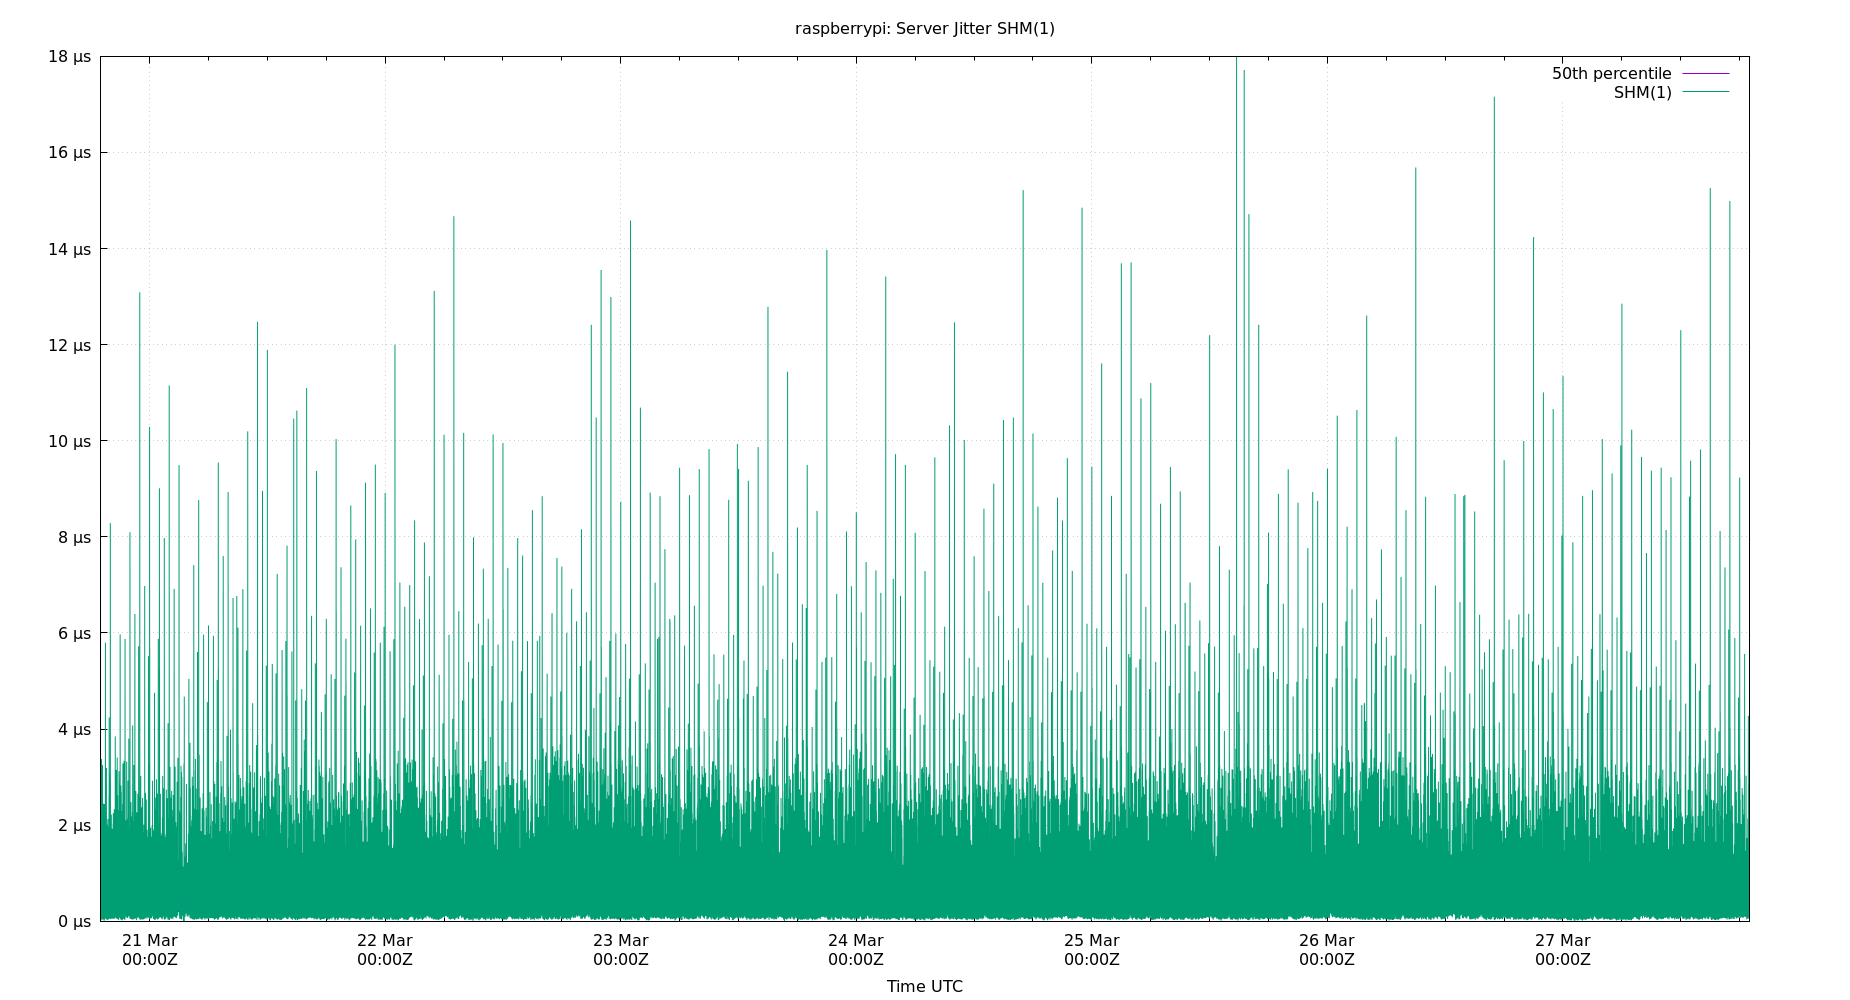 raspberrypi: Server Jitter SHM(1)
18 µs
50th percentile
SHM(1)
16 µs
14 µs
12 µs
10 µs
8 µs
6 µs
4 µs
2 µs
0 µs
21 Mar 22 Mar 23 Mar 24 Mar 25 Mar 26 Mar 27 Mar
00:00Z 00:00Z 00:00Z 00:00Z 00:00Z 00:00Z 00:00Z
Time UTC